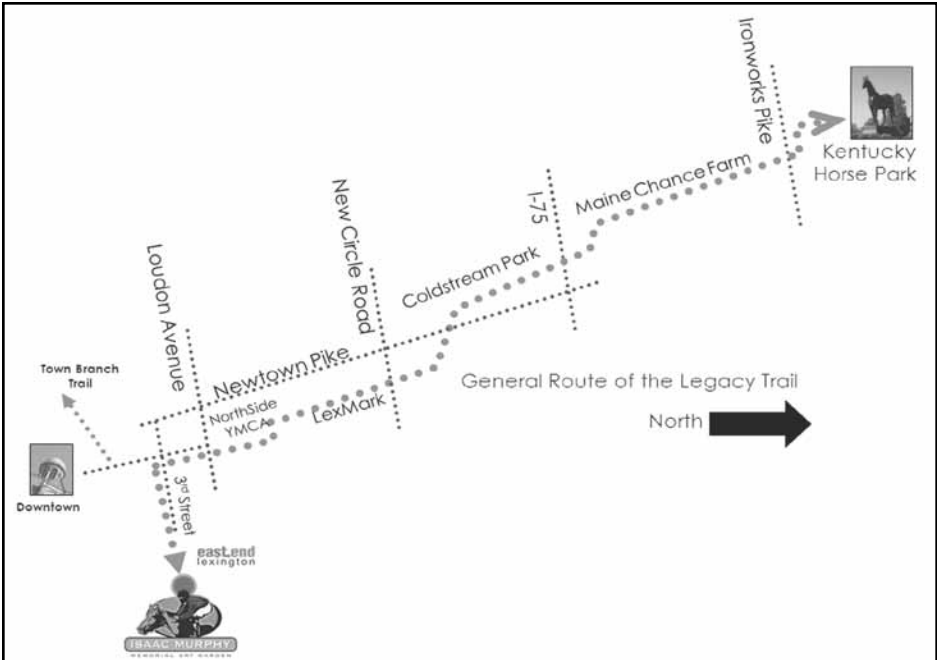 Ironworks Pike
Kentucky
Horse Park
Maine Chance Farm
I-75
Coldstream Park
New Circle Road
Loudon Avenue
Newtown Pike
Town Branch
Trail
NorthSide
YMCA
LexMark
General Route of the Legacy Trail
North
Downtown
3rd Street
east.end
lexington
ISAAC MURPHY
MEMORIAL ART GARDEN